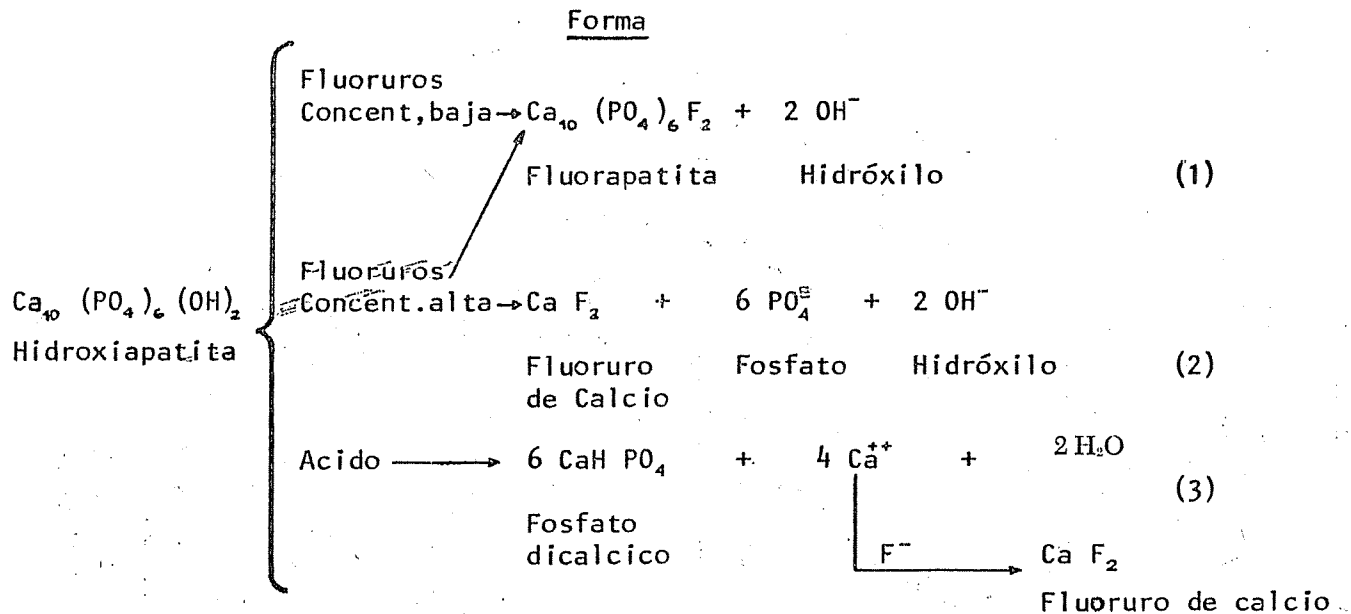 Forma
Fluoruros
Concent,baja→Ca₁₀ (PO₄)₆ F₂ + 2 OH⁻
Fluorapatita Hidróxilo (1)
Fluoruros
Ca₁₀ (PO₄)₆ (OH)₂ Concent.alta→Ca F₂ + 6 PO₄≡ + 2 OH⁻
Hidroxiapatita
Fluoruro Fosfato Hidróxilo (2)
de Calcio
Acido → 6 CaH PO₄ + 4 Ca⁺⁺ + 2 H₂O
(3)
Fosfato
dicalcico F⁻ → Ca F₂
Fluoruro de calcio